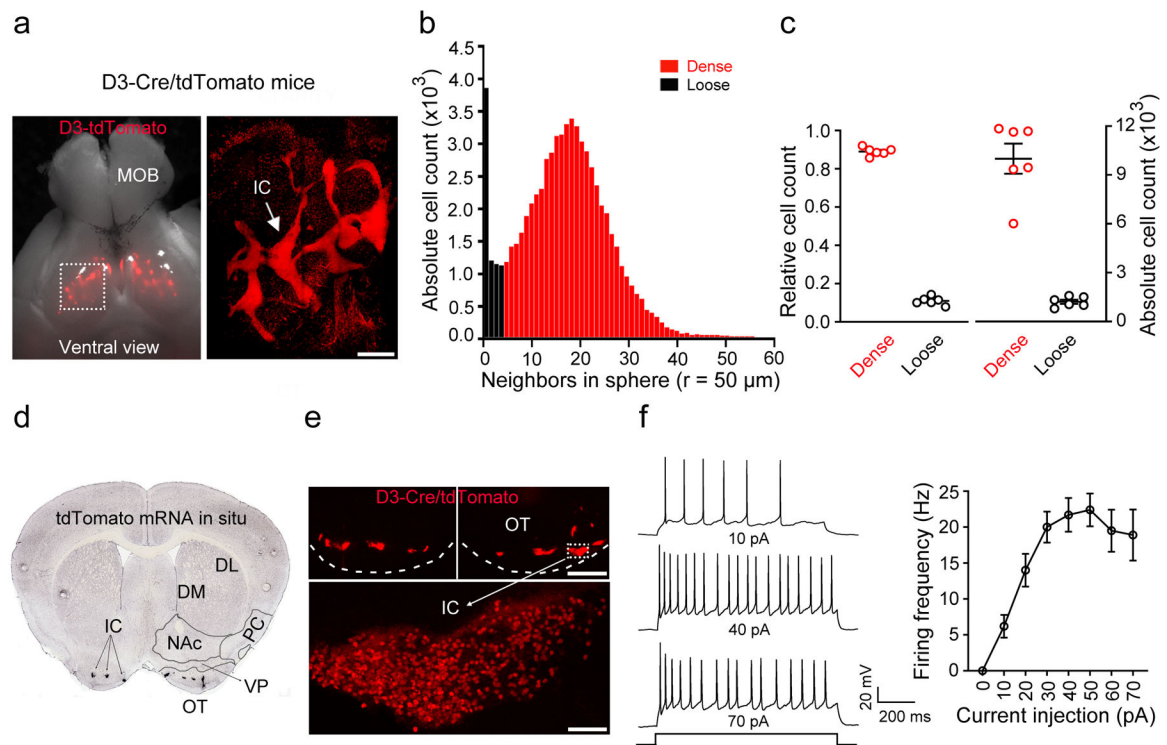 a
D3-Cre/tdTomato mice
D3-tdTomato
MOB
Ventral view
IC
b
4.5
4.0
3.5
3.0
2.5
2.0
1.5
1.0
0.5
0.0
Absolute cell count (x10³)
Dense
Loose
0 10 20 30 40 50 60
Neighbors in sphere (r = 50 µm)
c
Relative cell count
1.0
0.8
0.6
0.4
0.2
0.0
Dense
Loose
Dense
Loose
12
9
6
3
0
Absolute cell count (x10³)
d
tdTomato mRNA in situ
DL
DM
IC
NAc
PC
VP
OT
e
D3-Cre/tdTomato
OT
IC
f
10 pA
40 pA
70 pA
20 mV
200 ms
Firing frequency (Hz)
25
20
15
10
5
0
0 10 20 30 40 50 60 70
Current injection (pA)